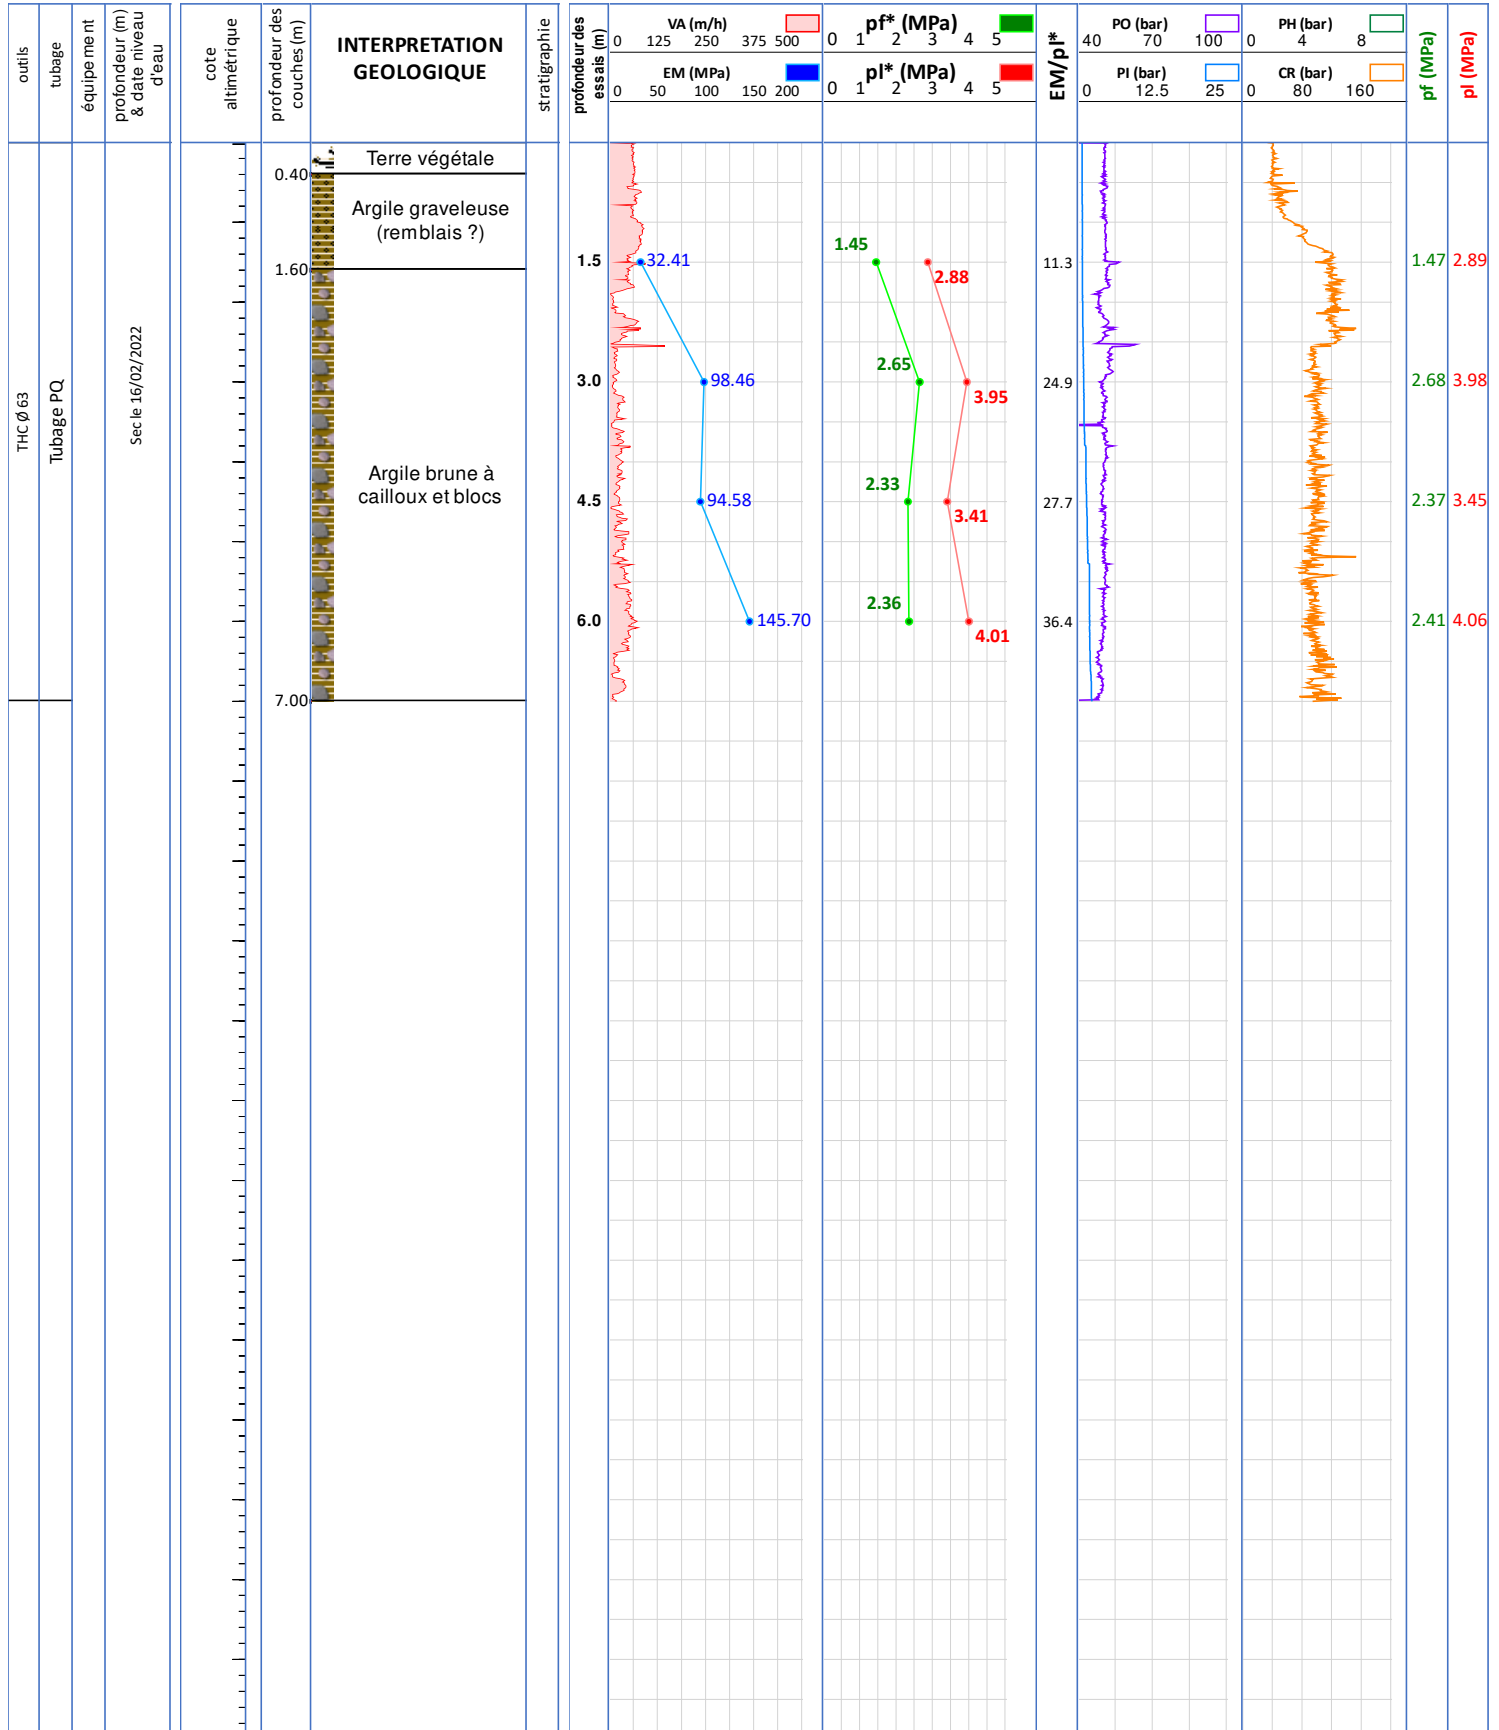 outils
tubage
équipement
profondeur (m)
& date niveau
d'eau
cote
altimétrique
profondeur des
couches (m)
INTERPRETATION
GEOLOGIQUE
stratigraphie
profondeur des
essais (m)
VA (m/h)
0 125 250 375 500
EM (MPa)
0 50 100 150 200
pf* (MPa)
0 1 2 3 4 5
pl* (MPa)
0 1 2 3 4 5
EM/pl*
PO (bar)
40 70 100
PI (bar)
0 12.5 25
PH (bar)
0 4 8
CR (bar)
0 80 160
pf (MPa)
pl (MPa)
THC Ø 63
Tubage PQ
Sec le 16/02/2022
Terre végétale
0.40
Argile graveleuse
(remblais ?)
1.60
Argile brune à
cailloux et blocs
7.00
1.5 32.41 1.45 2.88 11.3 1.47 2.89
3.0 98.46 2.65 3.95 24.9 2.68 3.98
4.5 94.58 2.33 3.41 27.7 2.37 3.45
6.0 145.70 2.36 4.01 36.4 2.41 4.06